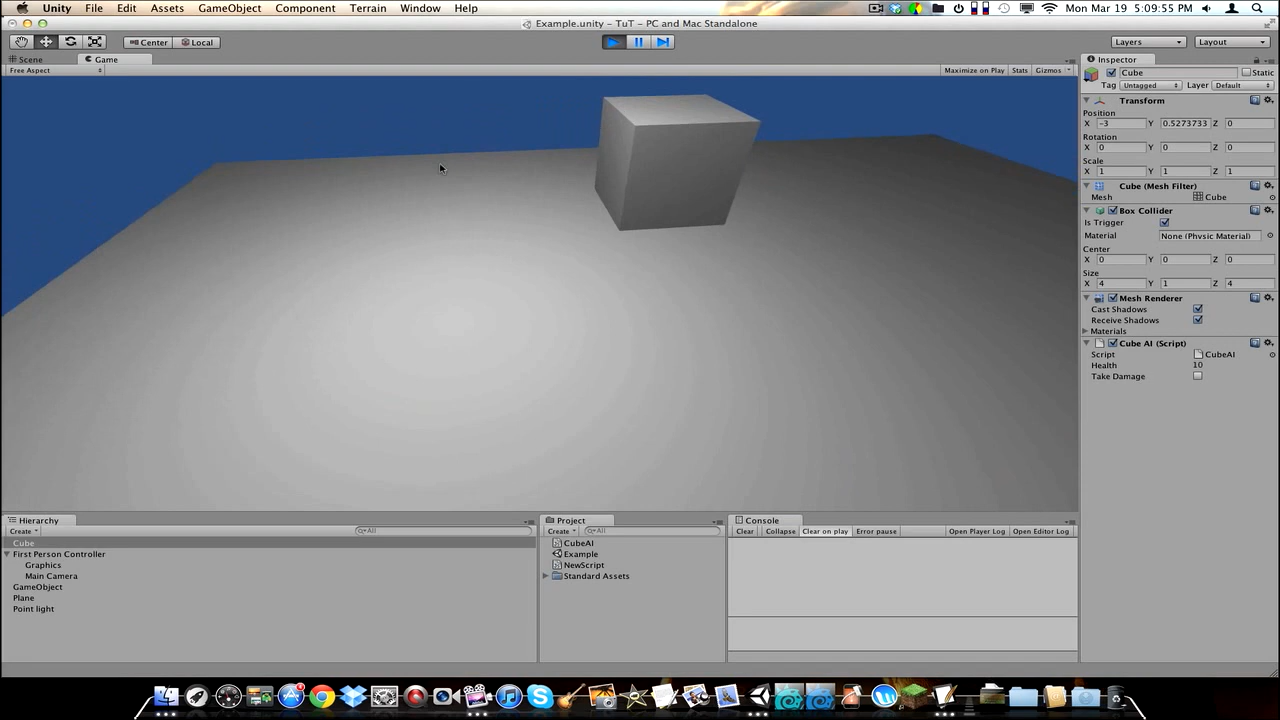 Unity File Edit Assets GameObject Component Terrain Window Help Mon Mar 19 5:09:55 PM
Example.unity – TuT – PC and Mac Standalone
Center Local Layers Layout
Scene Game Inspector
Free Aspect Maximize on Play Stats Gizmos
Cube Static
Tag Untagged Layer Default
Transform
Position
X -3 Y 0.5273733 Z 0
Rotation
X 0 Y 0 Z 0
Scale
X 1 Y 1 Z 1
Cube (Mesh Filter)
Mesh Cube
Box Collider
Is Trigger
Material None (Physic Material)
Center
X 0 Y 0 Z 0
Size
X 4 Y 1 Z 4
Mesh Renderer
Cast Shadows
Receive Shadows
Materials
Cube AI (Script)
Script CubeAI
Health 10
Take Damage
Hierarchy
Create All
Cube
First Person Controller
Graphics
Main Camera
GameObject
Plane
Point light
Project
Create All
CubeAI
Example
NewScript
Standard Assets
Console
Clear Collapse Clear on play Error pause Open Player Log Open Editor Log